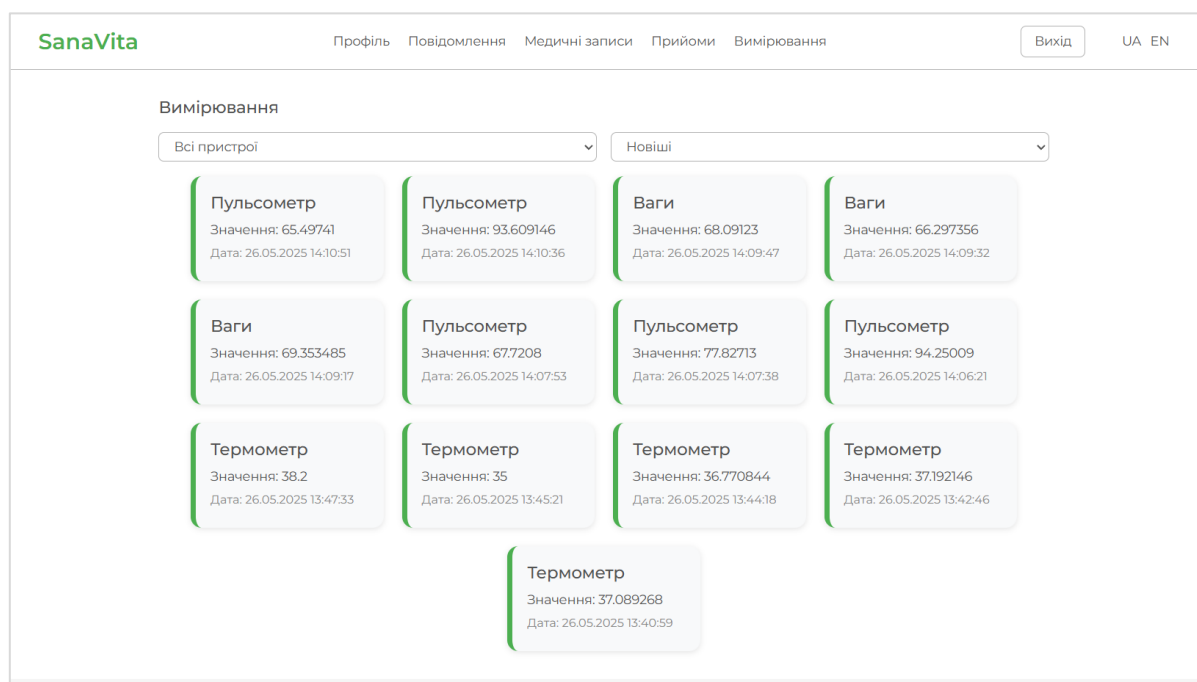 SanaVita Профіль Повідомлення Медичні записи Прийоми Вимірювання Вихід UA EN
Вимірювання
Всі пристрої Новіші
Пульсометр
Значення: 65.49741
Дата: 26.05.2025 14:10:51
Пульсометр
Значення: 93.609146
Дата: 26.05.2025 14:10:36
Ваги
Значення: 68.09123
Дата: 26.05.2025 14:09:47
Ваги
Значення: 66.297356
Дата: 26.05.2025 14:09:32
Ваги
Значення: 69.353485
Дата: 26.05.2025 14:09:17
Пульсометр
Значення: 67.7208
Дата: 26.05.2025 14:07:53
Пульсометр
Значення: 77.82713
Дата: 26.05.2025 14:07:38
Пульсометр
Значення: 94.25009
Дата: 26.05.2025 14:06:21
Термометр
Значення: 38.2
Дата: 26.05.2025 13:47:33
Термометр
Значення: 35
Дата: 26.05.2025 13:45:21
Термометр
Значення: 36.770844
Дата: 26.05.2025 13:44:18
Термометр
Значення: 37.192146
Дата: 26.05.2025 13:42:46
Термометр
Значення: 37.089268
Дата: 26.05.2025 13:40:59